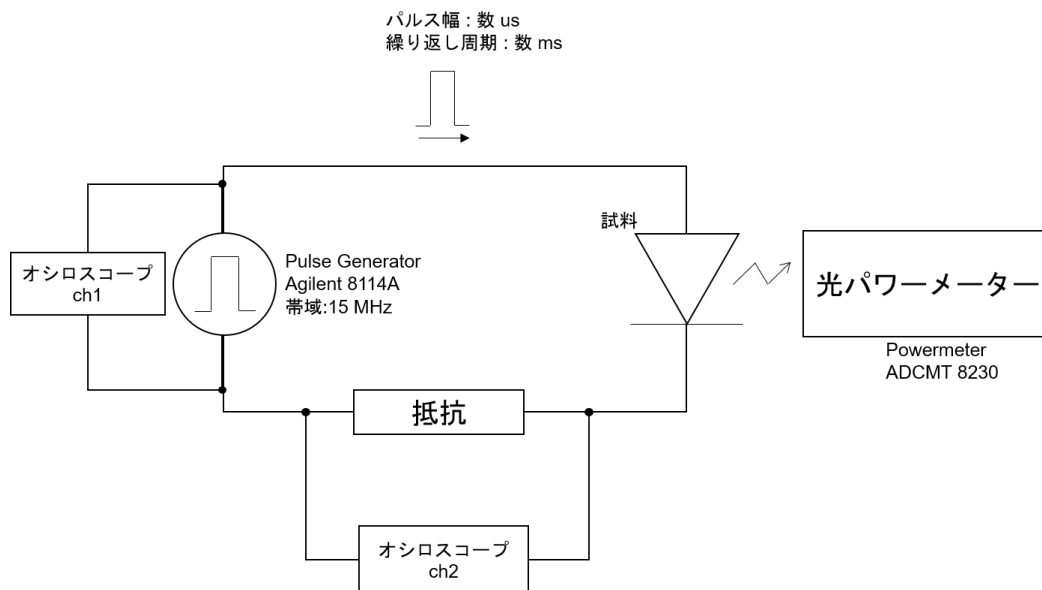 パルス幅 : 数 us
繰り返し周期 : 数 ms
試料
オシロスコープ
ch1
Pulse Generator
Agilent 8114A
帯域:15 MHz
光パワーメーター
Powermeter
ADCMT 8230
抵抗
オシロスコープ
ch2